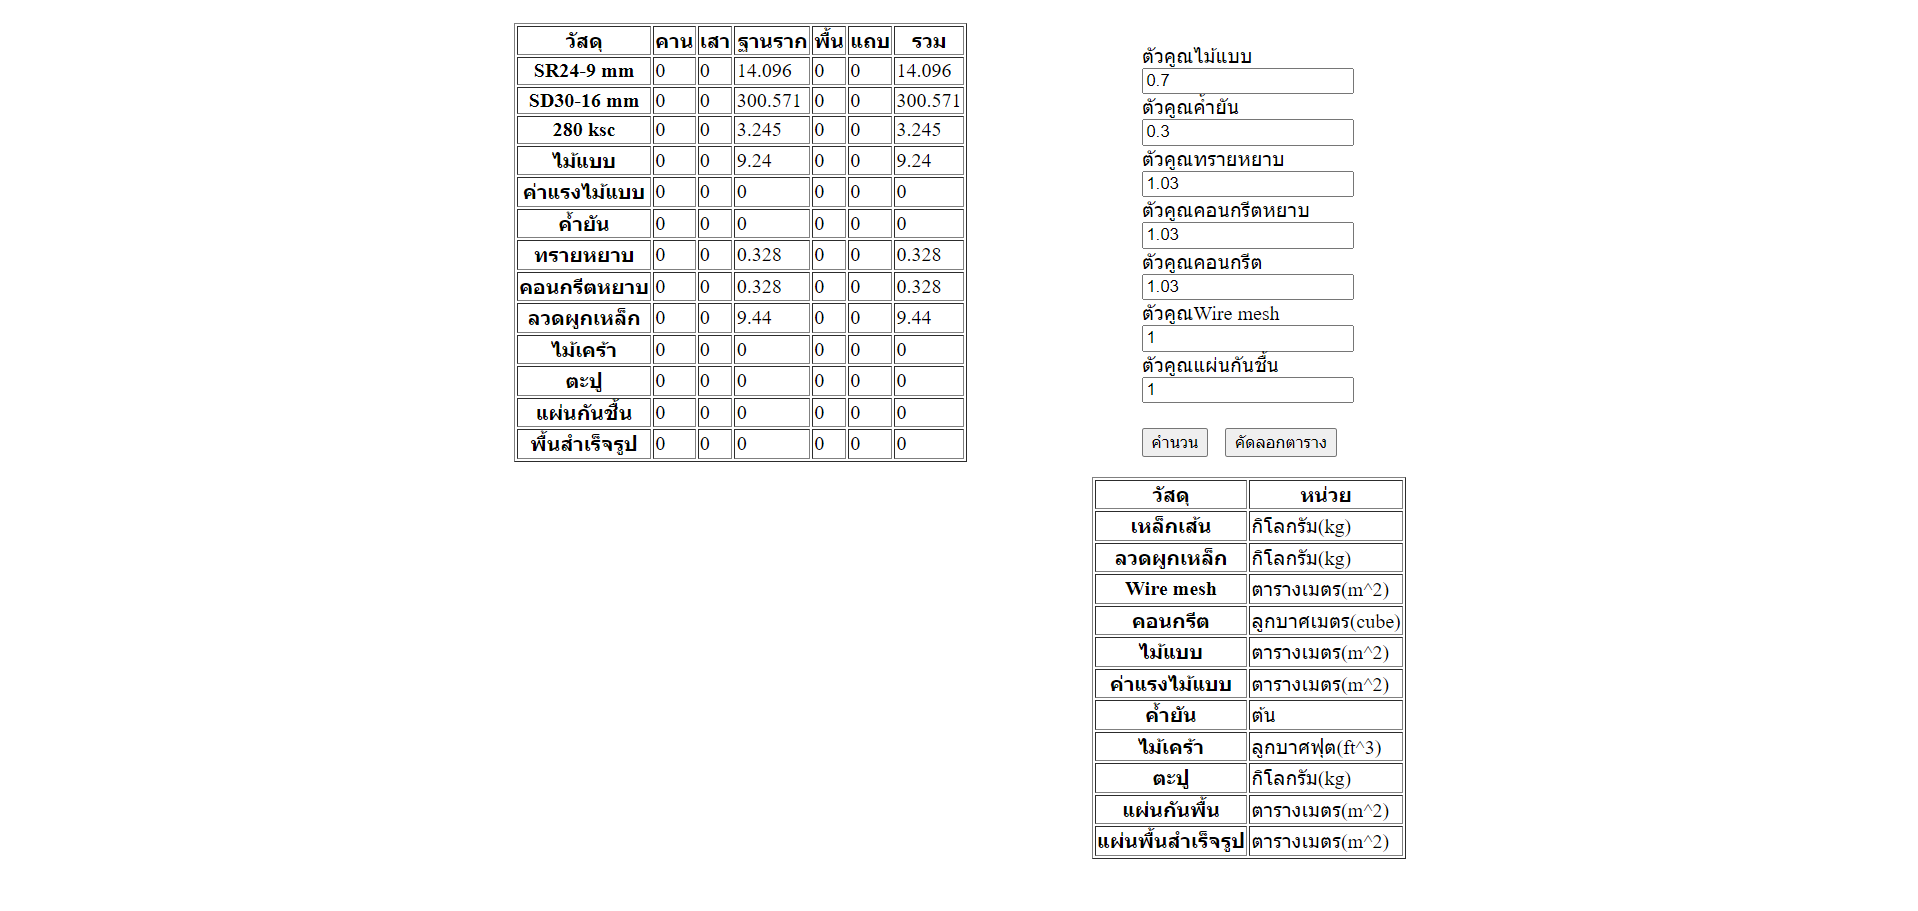 วัสดุ คาน เสา ฐานราก พื้น แถบ รวม
SR24-9 mm 0 0 14.096 0 0 14.096
SD30-16 mm 0 0 300.571 0 0 300.571
280 ksc 0 0 3.245 0 0 3.245
ไม้แบบ 0 0 9.24 0 0 9.24
ค่าแรงไม้แบบ 0 0 0 0 0 0
ค้ำยัน 0 0 0 0 0 0
ทรายหยาบ 0 0 0.328 0 0 0.328
คอนกรีตหยาบ 0 0 0.328 0 0 0.328
ลวดผูกเหล็ก 0 0 9.44 0 0 9.44
ไม้เคร้า 0 0 0 0 0 0
ตะปู 0 0 0 0 0 0
แผ่นกันชื้น 0 0 0 0 0 0
พื้นสำเร็จรูป 0 0 0 0 0 0
ตัวคูณไม้แบบ
0.7
ตัวคูณค้ำยัน
0.3
ตัวคูณทรายหยาบ
1.03
ตัวคูณคอนกรีตหยาบ
1.03
ตัวคูณคอนกรีต
1.03
ตัวคูณWire mesh
1
ตัวคูณแผ่นกันชื้น
1
คำนวน คัดลอกตาราง
วัสดุ หน่วย
เหล็กเส้น กิโลกรัม(kg)
ลวดผูกเหล็ก กิโลกรัม(kg)
Wire mesh ตารางเมตร(m^2)
คอนกรีต ลูกบาศเมตร(cube)
ไม้แบบ ตารางเมตร(m^2)
ค่าแรงไม้แบบ ตารางเมตร(m^2)
ค้ำยัน ต้น
ไม้เคร้า ลูกบาศฟุต(ft^3)
ตะปู กิโลกรัม(kg)
แผ่นกันพื้น ตารางเมตร(m^2)
แผ่นพื้นสำเร็จรูป ตารางเมตร(m^2)